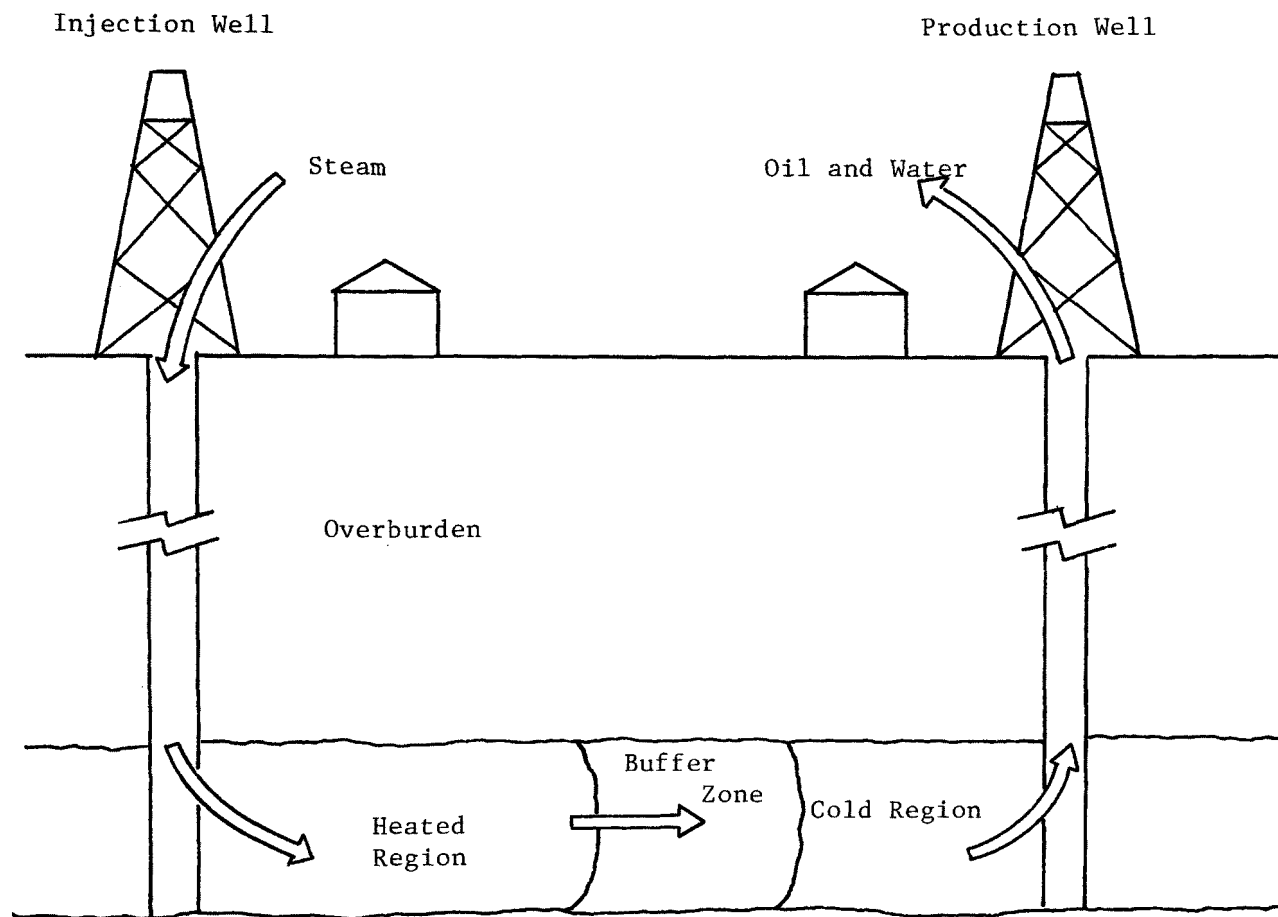 Injection Well
Production Well
Steam
Oil and Water
Overburden
Buffer
Zone
Cold Region
Heated
Region